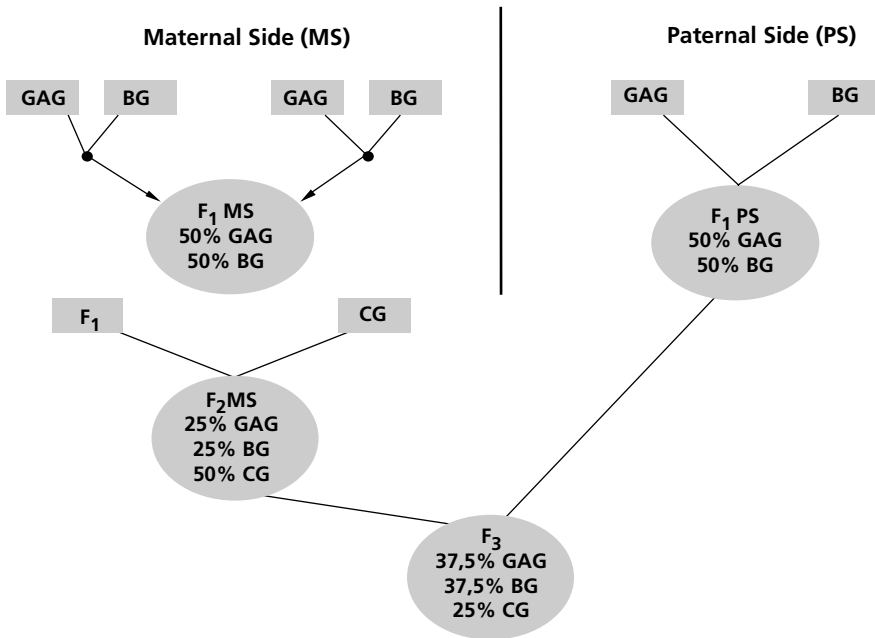 Maternal Side (MS)
Paternal Side (PS)
GAG BG GAG BG
GAG BG
F1 MS
50% GAG
50% BG
F1 PS
50% GAG
50% BG
F1
CG
F2MS
25% GAG
25% BG
50% CG
F3
37,5% GAG
37,5% BG
25% CG